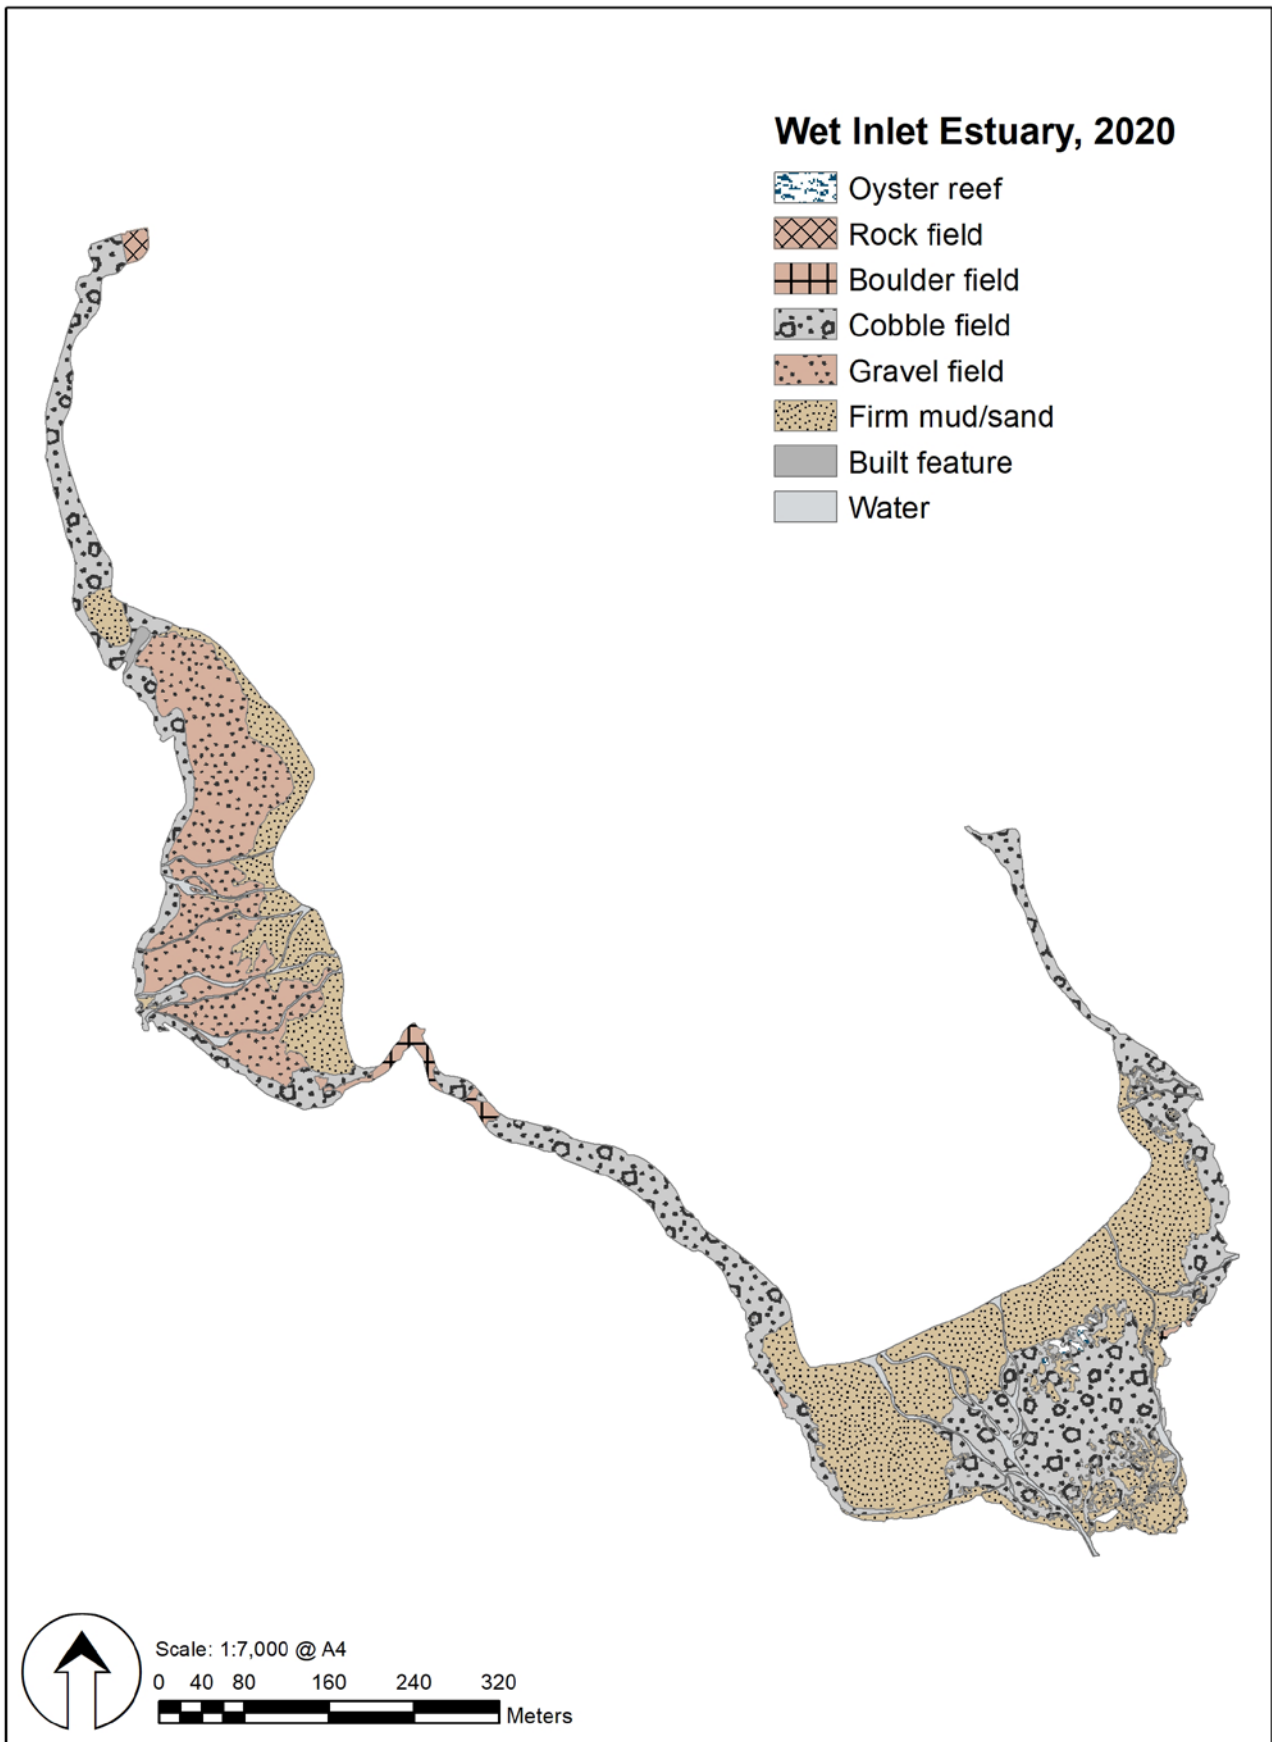 Wet Inlet Estuary, 2020
Oyster reef
Rock field
Boulder field
Cobble field
Gravel field
Firm mud/sand
Built feature
Water
Scale: 1:7,000 @ A4
0 40 80 160 240 320
Meters